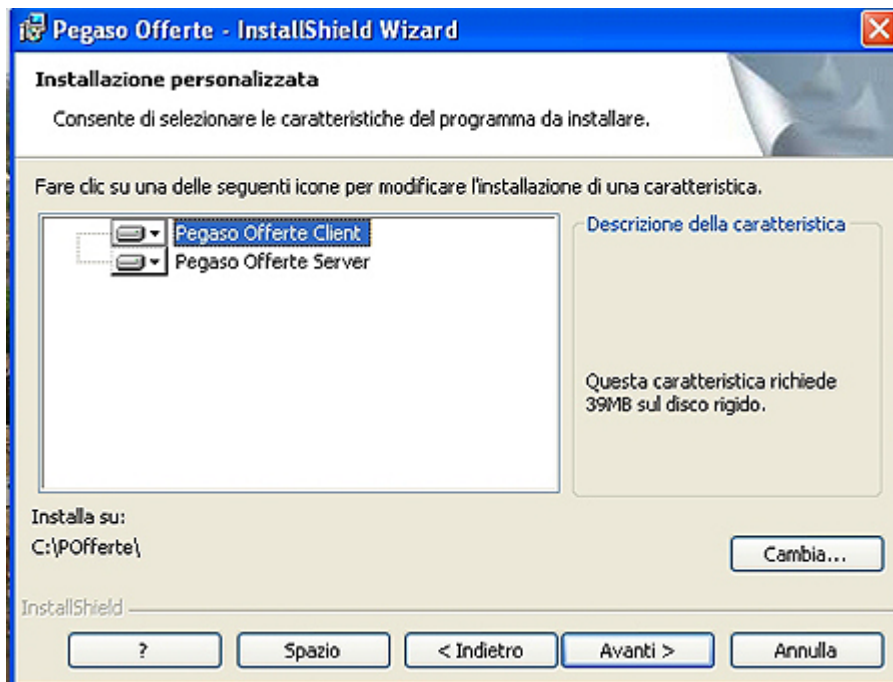 Pegaso Offerte - InstallShield Wizard
Installazione personalizzata
Consente di selezionare le caratteristiche del programma da installare.
Fare clic su una delle seguenti icone per modificare l'installazione di una caratteristica.
Pegaso Offerte Client
Pegaso Offerte Server
Descrizione della caratteristica
Questa caratteristica richiede
39MB sul disco rigido.
Installa su:
C:\POfferte\
Cambia...
InstallShield
?
Spazio
< Indietro
Avanti >
Annulla